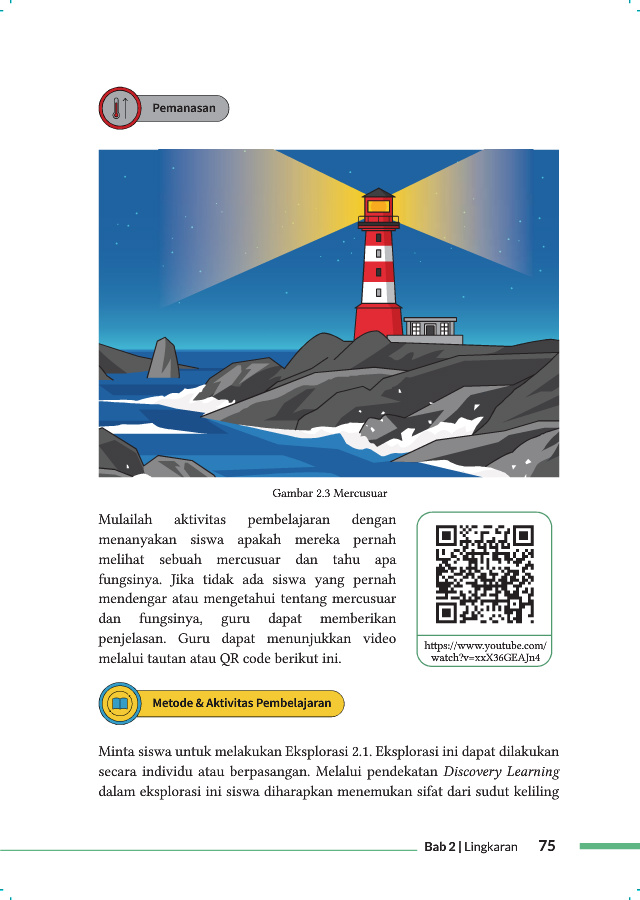 Pemanasan
Gambar 2.3 Mercusuar
Mulailah aktivitas pembelajaran dengan
menanyakan siswa apakah mereka pernah
melihat sebuah mercusuar dan tahu apa
fungsinya. Jika tidak ada siswa yang pernah
mendengar atau mengetahui tentang mercusuar
dan fungsinya, guru dapat memberikan
penjelasan. Guru dapat menunjukkan video
melalui tautan atau QR code berikut ini.
https://www.youtube.com/
watch?v=xxX36GEAJn4
Metode & Aktivitas Pembelajaran
Minta siswa untuk melakukan Eksplorasi 2.1. Eksplorasi ini dapat dilakukan
secara individu atau berpasangan. Melalui pendekatan Discovery Learning
dalam eksplorasi ini siswa diharapkan menemukan sifat dari sudut keliling
Bab 2 | Lingkaran 75